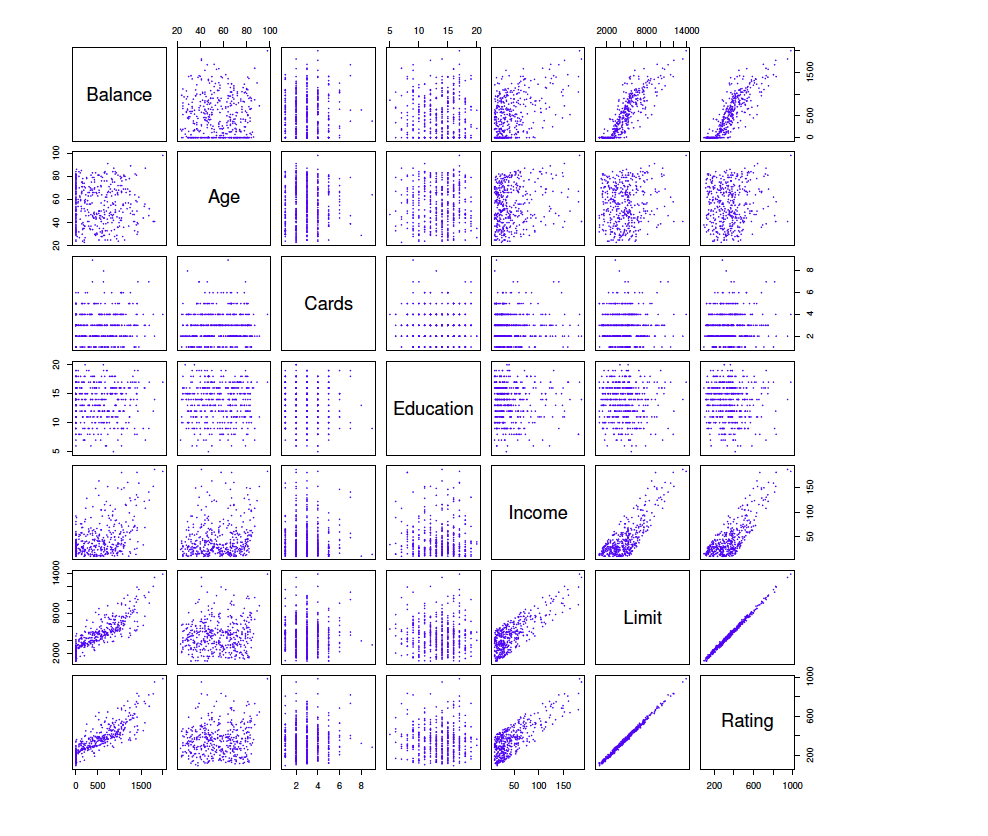 20 40 60 80 100 5 10 15 20 2000 8000 14000
Balance
0 500 1500
Age
20 40 60 80 100
Cards
2 4 6 8
Education
5 10 15 20
Income
50 100 150
Limit
2000 8000 14000
Rating
200 600 1000
0 500 1500 2 4 6 8 50 100 150 200 600 1000